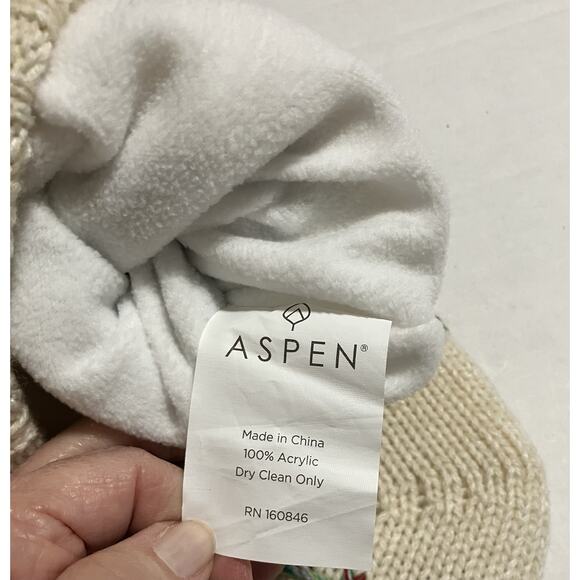 ASPEN®
Made in China
100% Acrylic
Dry Clean Only
RN 160846